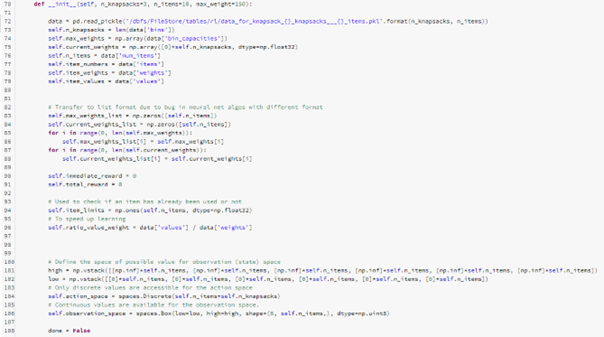 70 def __init__(self, n_knapsacks=3, n_items=10, max_weight=150):
71
72 data = pd.read_pickle('/dbfs/FileStore/tables/rl/data_for_knapsack_{}_knapsacks___{}_items.pkl'.format(n_knapsacks, n_items))
73 self.n_knapsacks = len(data['bins'])
74 self.max_weights = np.array(data['bin_capacities'])
75 self.current_weights = np.array([0]*self.n_knapsacks, dtype=np.float32)
76 self.n_items = data['num_items']
77 self.item_numbers = data['items']
78 self.item_weights = data['weights']
79 self.item_values = data['values']
80
81
82 # Transfer to list format due to bug in neural net algos with different format
83 self.max_weights_list = np.zeros([self.n_items])
84 self.current_weights_list = np.zeros([self.n_items])
85 for i in range(0, len(self.max_weights)):
86 self.max_weights_list[i] = self.max_weights[i]
87 for i in range(0, len(self.current_weights)):
88 self.current_weights_list[i] = self.current_weights[i]
89
90 self.immediate_reward = 0
91 self.total_reward = 0
92
93 # Used to check if an item has already been used or not
94 self.item_limits = np.ones(self.n_items, dtype=np.float32)
95 # To speed up learning
96 self.ratio_value_weight = data['values'] / data['weights']
97
98
99
100 # Define the space of possible value for observation (state) space
101 high = np.vstack([[np.inf]*self.n_items, [np.inf]*self.n_items, [np.inf]*self.n_items, [np.inf]*self.n_items, [np.inf]*self.n_items, [np.inf]*self.n_items])
102 low = np.vstack([[0]*self.n_items, [0]*self.n_items, [0]*self.n_items, [0]*self.n_items, [0]*self.n_items, [0]*self.n_items])
103 # Only discrete values are accessible for the action space
104 self.action_space = spaces.Discrete(self.n_items*self.n_knapsacks)
105 # Continuous values are available for the observation space.
106 self.observation_space = spaces.Box(low=low, high=high, shape=(6, self.n_items,), dtype=np.uint8)
107
108 done = False